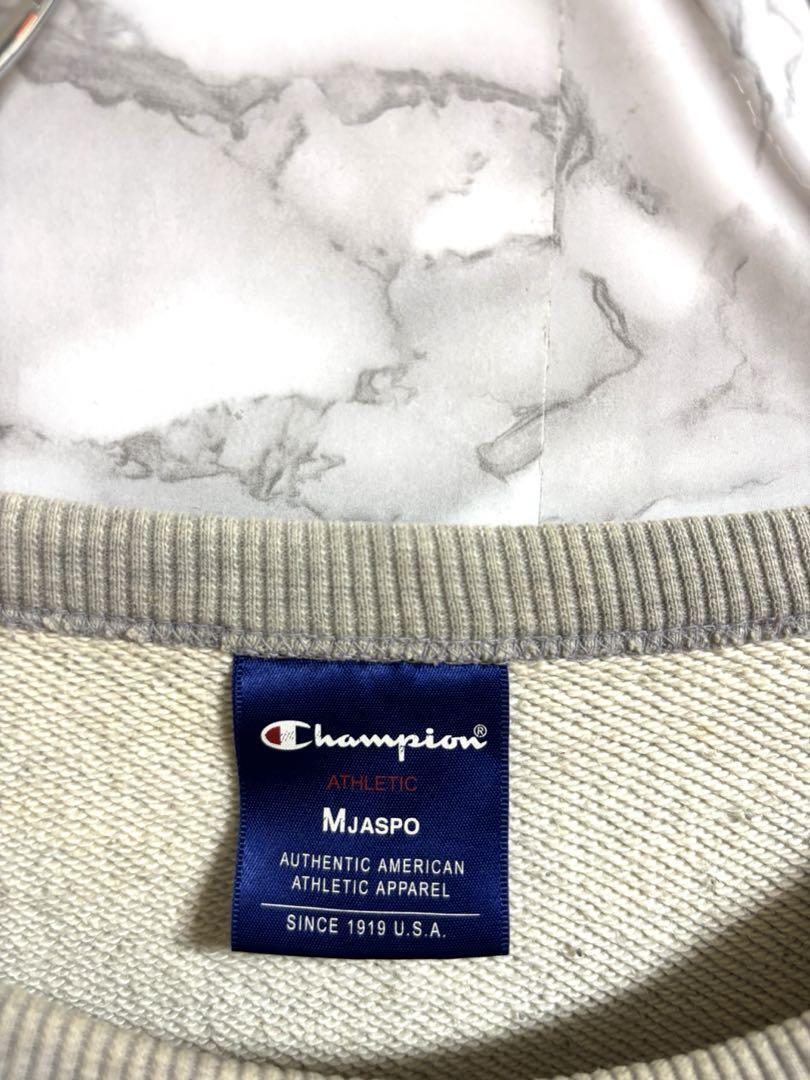 Champion®
ATHLETIC
MJASPO
AUTHENTIC AMERICAN
ATHLETIC APPAREL
SINCE 1919 U.S.A.